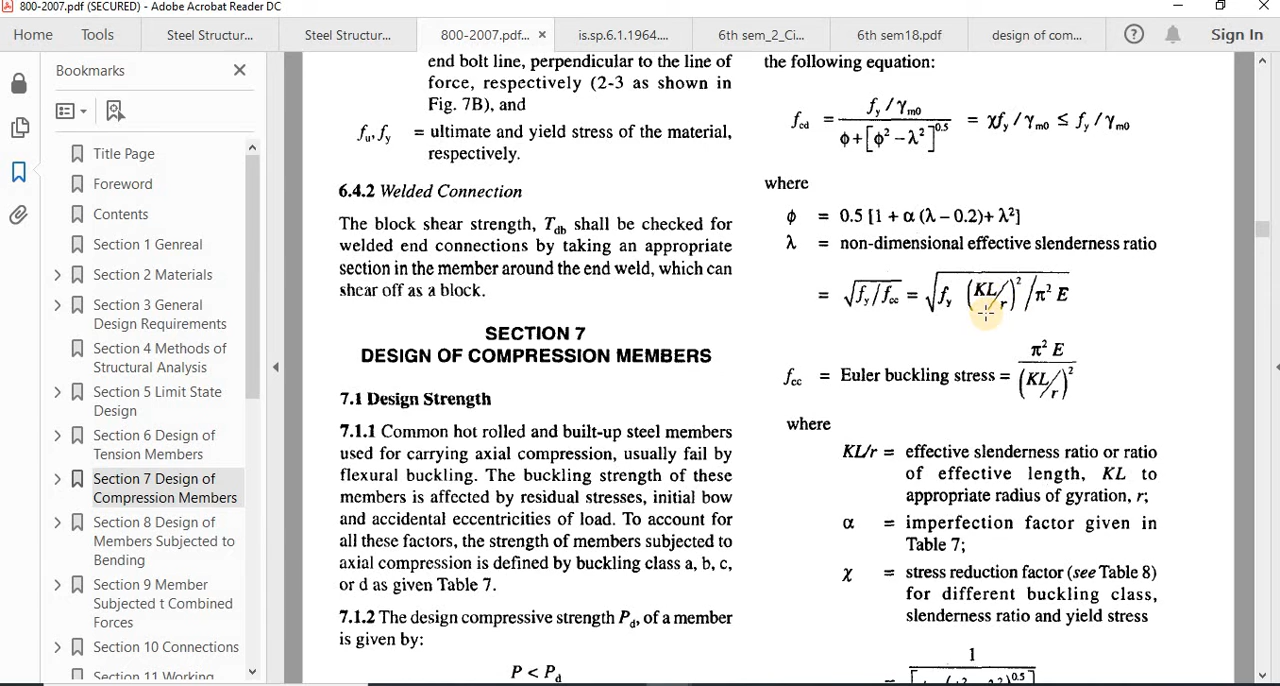 800-2007.pdf (SECURED) - Adobe Acrobat Reader DC
Home
Tools
Steel Structur...
Steel Structur...
800-2007.pdf...
is.sp.6.1.1964....
6th sem_2_Ci...
6th sem18.pdf
design of com...
Sign In
Bookmarks
Title Page
Foreword
Contents
Section 1 Genreal
Section 2 Materials
Section 3 General
Design Requirements
Section 4 Methods of
Structural Analysis
Section 5 Limit State
Design
Section 6 Design of
Tension Members
Section 7 Design of
Compression Members
Section 8 Design of
Members Subjected to
Bending
Section 9 Member
Subjected t Combined
Forces
Section 10 Connections
Section 11 Working
end bolt line, perpendicular to the line of
force, respectively (2-3 as shown in
Fig. 7B), and
fu, fy = ultimate and yield stress of the material,
respectively.
6.4.2 Welded Connection
The block shear strength, Tdb shall be checked for
welded end connections by taking an appropriate
section in the member around the end weld, which can
shear off as a block.
SECTION 7
DESIGN OF COMPRESSION MEMBERS
7.1 Design Strength
7.1.1 Common hot rolled and built-up steel members
used for carrying axial compression, usually fail by
flexural buckling. The buckling strength of these
members is affected by residual stresses, initial bow
and accidental eccentricities of load. To account for
all these factors, the strength of members subjected to
axial compression is defined by buckling class a, b, c,
or d as given Table 7.
7.1.2 The design compressive strength Pd, of a member
is given by:
P < Pd
the following equation:
fcd = fy / γm0 / ϕ + [ϕ² − λ²]^0.5 = χfy / γm0 ≤ fy / γm0
where
ϕ = 0.5 [1 + α (λ − 0.2)+ λ²]
λ = non-dimensional effective slenderness ratio
= √fy / fcc = √fy (KL/r)² / π² E
fcc = Euler buckling stress = π² E / (KL/r)²
where
KL/r = effective slenderness ratio or ratio
of effective length, KL to
appropriate radius of gyration, r;
α = imperfection factor given in
Table 7;
χ = stress reduction factor (see Table 8)
for different buckling class,
slenderness ratio and yield stress
1